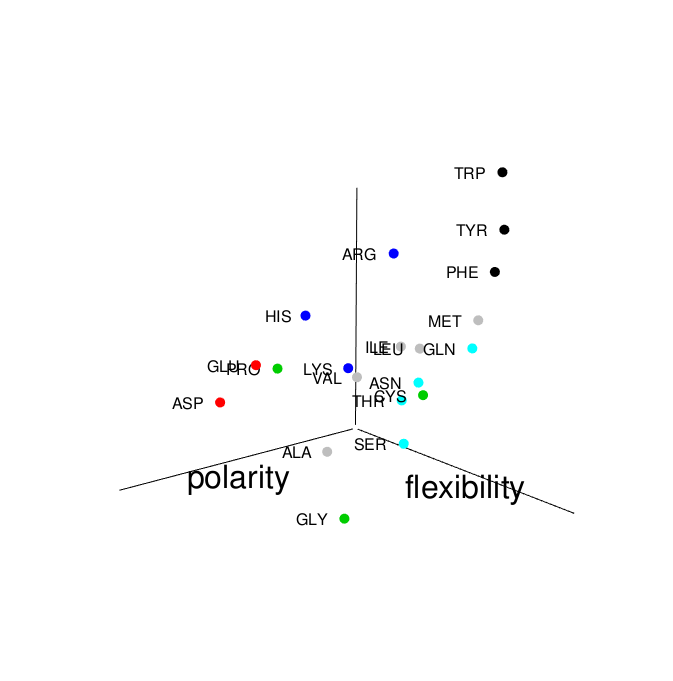 TRP
TYR
ARG
PHE
HIS
MET
ILE
LEU
GLN
GLU
PRO
LYS
VAL
ASN
CYS
THR
ASP
SER
ALA
polarity
flexibility
GLY